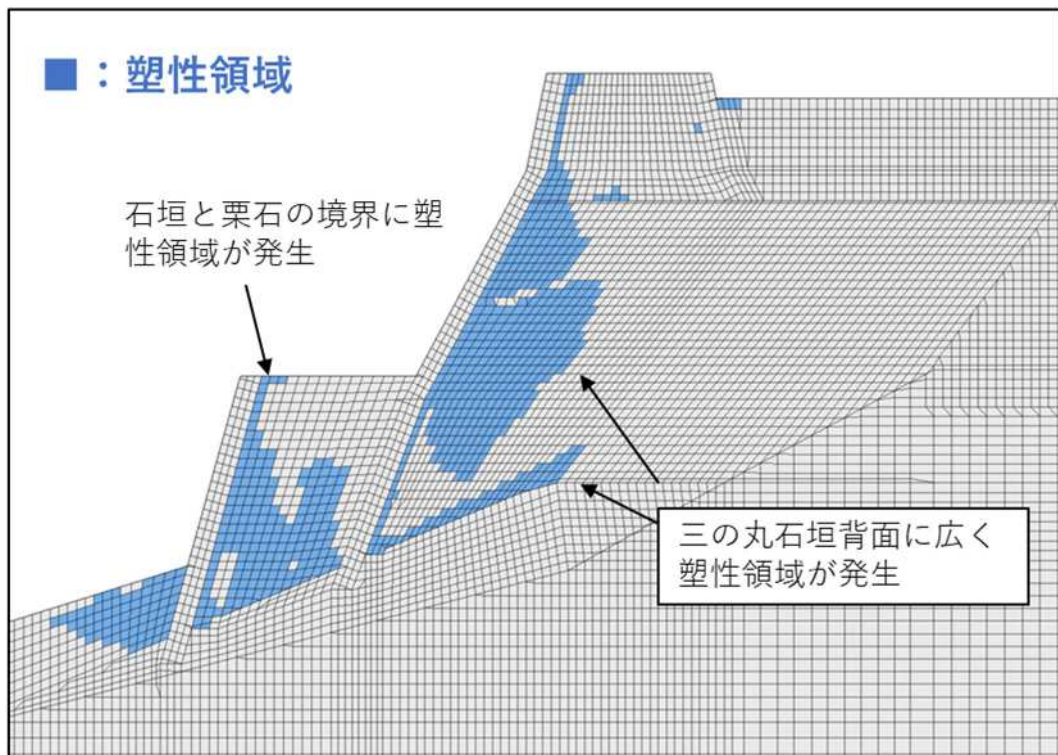 ■：塑性領域
石垣と栗石の境界に塑
性領域が発生
三の丸石垣背面に広く
塑性領域が発生